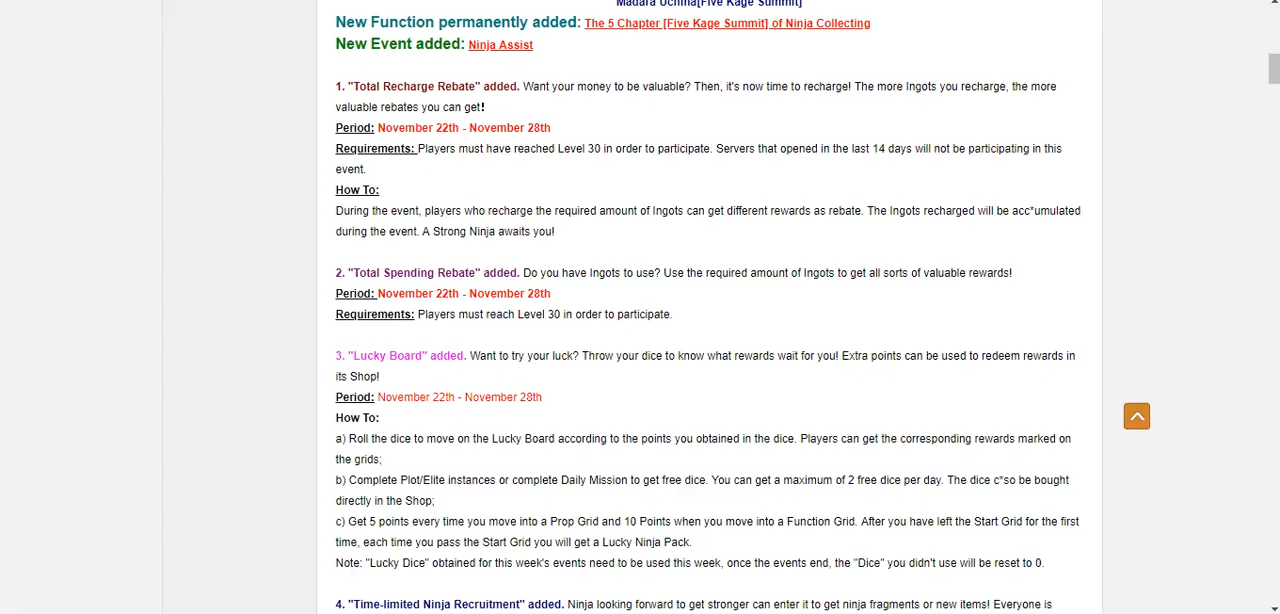 Madara Uchiha[Five Kage Summit]
New Function permanently added: The 5 Chapter [Five Kage Summit] of Ninja Collecting
New Event added: Ninja Assist
1. "Total Recharge Rebate" added. Want your money to be valuable? Then, it's now time to recharge! The more Ingots you recharge, the more
valuable rebates you can get!
Period: November 22th - November 28th
Requirements: Players must have reached Level 30 in order to participate. Servers that opened in the last 14 days will not be participating in this
event.
How To:
During the event, players who recharge the required amount of Ingots can get different rewards as rebate. The Ingots recharged will be acc*umulated
during the event. A Strong Ninja awaits you!
2. "Total Spending Rebate" added. Do you have Ingots to use? Use the required amount of Ingots to get all sorts of valuable rewards!
Period: November 22th - November 28th
Requirements: Players must reach Level 30 in order to participate.
3. "Lucky Board" added. Want to try your luck? Throw your dice to know what rewards wait for you! Extra points can be used to redeem rewards in
its Shop!
Period: November 22th - November 28th
How To:
a) Roll the dice to move on the Lucky Board according to the points you obtained in the dice. Players can get the corresponding rewards marked on
the grids;
b) Complete Plot/Elite instances or complete Daily Mission to get free dice. You can get a maximum of 2 free dice per day. The dice c*so be bought
directly in the Shop;
c) Get 5 points every time you move into a Prop Grid and 10 Points when you move into a Function Grid. After you have left the Start Grid for the first
time, each time you pass the Start Grid you will get a Lucky Ninja Pack.
Note: "Lucky Dice" obtained for this week's events need to be used this week, once the events end, the "Dice" you didn't use will be reset to 0.
4. "Time-limited Ninja Recruitment" added. Ninja looking forward to get stronger can enter it to get ninja fragments or new items! Everyone is